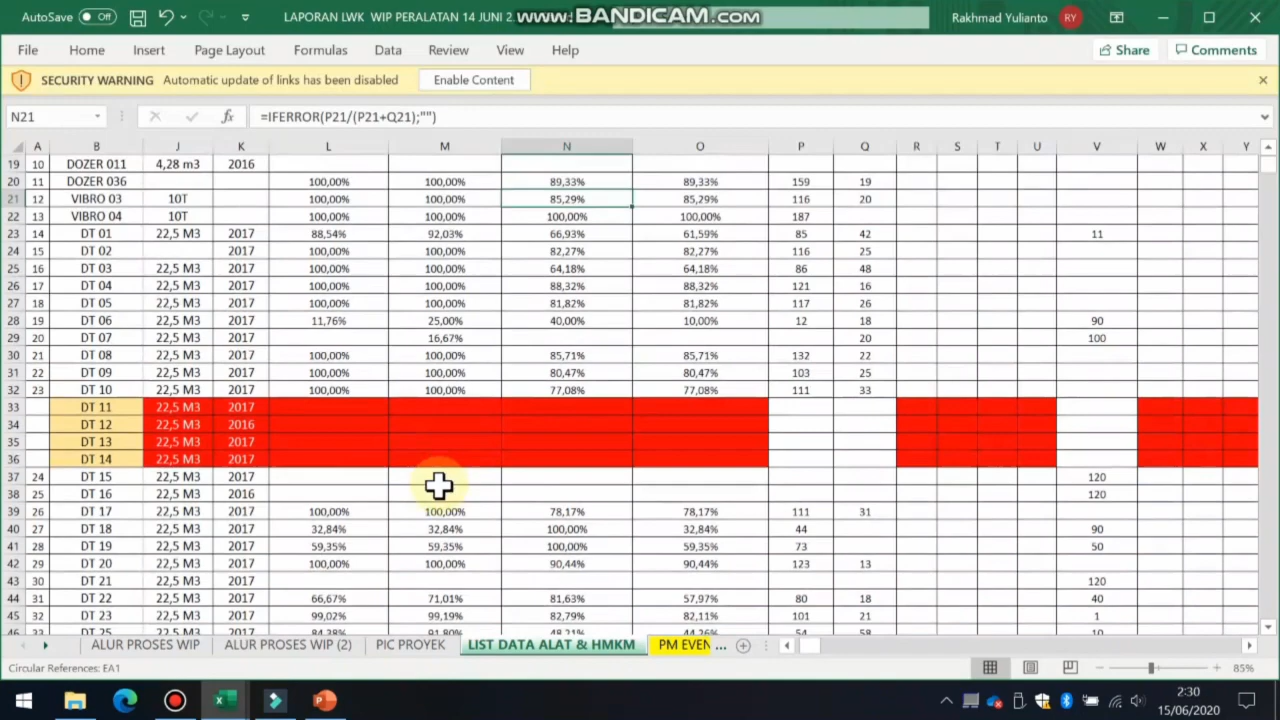 AutoSave Off LAPORAN LWK WIP PERALATAN 14 JUNI 2 www.BANDICAM.com Rakhmad Yulianto RY
File Home Insert Page Layout Formulas Data Review View Help Share Comments
SECURITY WARNING Automatic update of links has been disabled Enable Content
N21 fx =IFERROR(P21/(P21+Q21);"")
A B J K L M N O P Q R S T U V W X Y
19 10 DOZER 011 4,28 m3 2016
20 11 DOZER 036 100,00% 100,00% 89,33% 89,33% 159 19
21 12 VIBRO 03 10T 100,00% 100,00% 85,29% 85,29% 116 20
22 13 VIBRO 04 10T 100,00% 100,00% 100,00% 100,00% 187
23 14 DT 01 22,5 M3 2017 88,54% 92,03% 66,93% 61,59% 85 42 11
24 15 DT 02 2017 100,00% 100,00% 82,27% 82,27% 116 25
25 16 DT 03 22,5 M3 2017 100,00% 100,00% 64,18% 64,18% 86 48
26 17 DT 04 22,5 M3 2017 100,00% 100,00% 88,32% 88,32% 121 16
27 18 DT 05 22,5 M3 2017 100,00% 100,00% 81,82% 81,82% 117 26
28 19 DT 06 22,5 M3 2017 11,76% 25,00% 40,00% 10,00% 12 18 90
29 20 DT 07 22,5 M3 2017 16,67% 20 100
30 21 DT 08 22,5 M3 2017 100,00% 100,00% 85,71% 85,71% 132 22
31 22 DT 09 22,5 M3 2017 100,00% 100,00% 80,47% 80,47% 103 25
32 23 DT 10 22,5 M3 2017 100,00% 100,00% 77,08% 77,08% 111 33
33 DT 11 22,5 M3 2017
34 DT 12 22,5 M3 2016
35 DT 13 22,5 M3 2017
36 DT 14 22,5 M3 2017
37 24 DT 15 22,5 M3 2017 120
38 25 DT 16 22,5 M3 2016 120
39 26 DT 17 22,5 M3 2017 100,00% 100,00% 78,17% 78,17% 111 31
40 27 DT 18 22,5 M3 2017 32,84% 32,84% 100,00% 32,84% 44 90
41 28 DT 19 22,5 M3 2017 59,35% 59,35% 100,00% 59,35% 73 50
42 29 DT 20 22,5 M3 2017 100,00% 100,00% 90,44% 90,44% 123 13
43 30 DT 21 22,5 M3 2017 120
44 31 DT 22 22,5 M3 2017 66,67% 71,01% 81,63% 57,97% 80 18 40
45 32 DT 23 22,5 M3 2017 99,02% 99,19% 82,79% 82,11% 101 21 1
46 33 DT 25 22,5 M3 2017 84,38% 91,80% 48,21% 44,26% 54 58 10
ALUR PROSES WIP ALUR PROSES WIP (2) PIC PROYEK LIST DATA ALAT & HMKM PM EVEN ...
Circular References: EA1 85%
2:30
15/06/2020